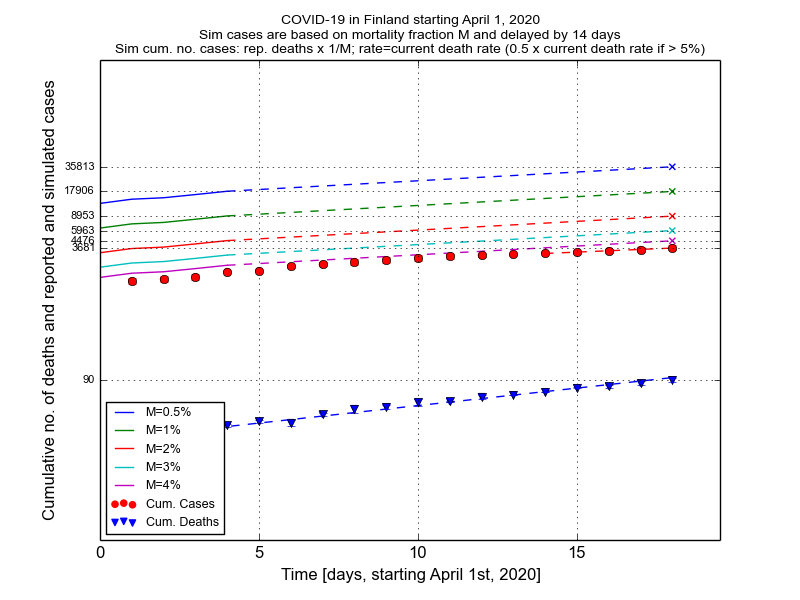 COVID-19 in Finland starting April 1, 2020
Sim cases are based on mortality fraction M and delayed by 14 days
Sim cum. no. cases: rep. deaths x 1/M; rate=current death rate (0.5 x current death rate if > 5%)
Cumulative no. of deaths and reported and simulated cases
35813
17906
8953
5963
4476
3681
90
M=0.5%
M=1%
M=2%
M=3%
M=4%
Cum. Cases
Cum. Deaths
0
5
10
15
Time [days, starting April 1st, 2020]